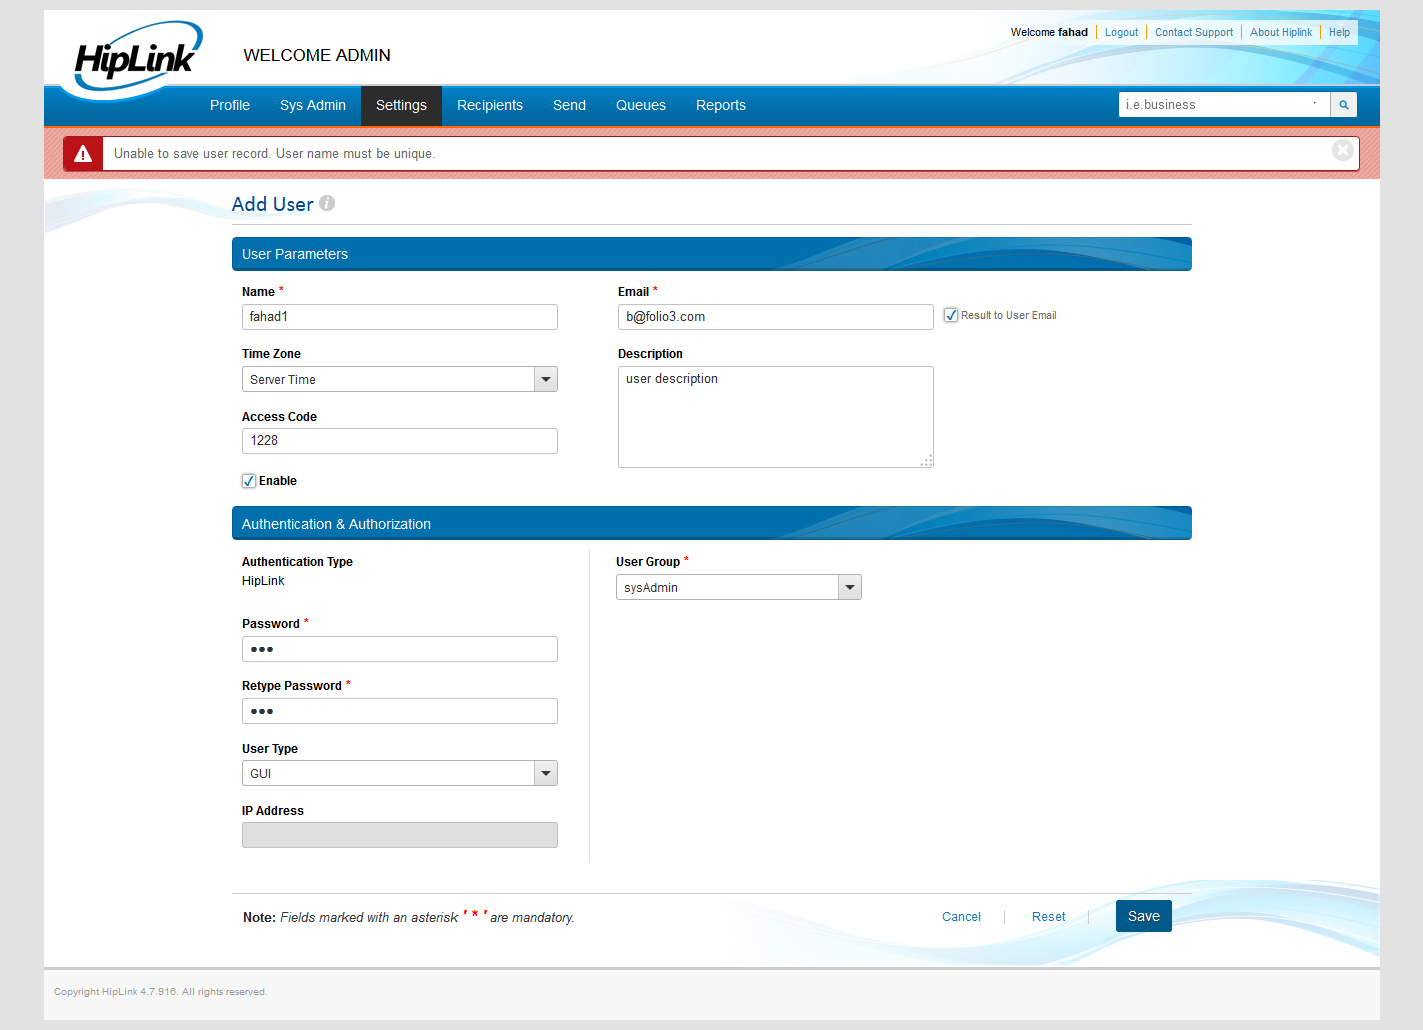 HipLink
WELCOME ADMIN
Welcome fahad Logout Contact Support About Hiplink Help
Profile Sys Admin Settings Recipients Send Queues Reports
i.e.business
Unable to save user record. User name must be unique.
Add User
User Parameters
Name *
fahad1
Email *
b@folio3.com
Result to User Email
Time Zone
Server Time
Description
user description
Access Code
1228
Enable
Authentication & Authorization
Authentication Type
HipLink
User Group *
sysAdmin
Password *
•••
Retype Password *
•••
User Type
GUI
IP Address
Note: Fields marked with an asterisk ' * ' are mandatory.
Cancel Reset Save
Copyright HipLink 4.7.916. All rights reserved.